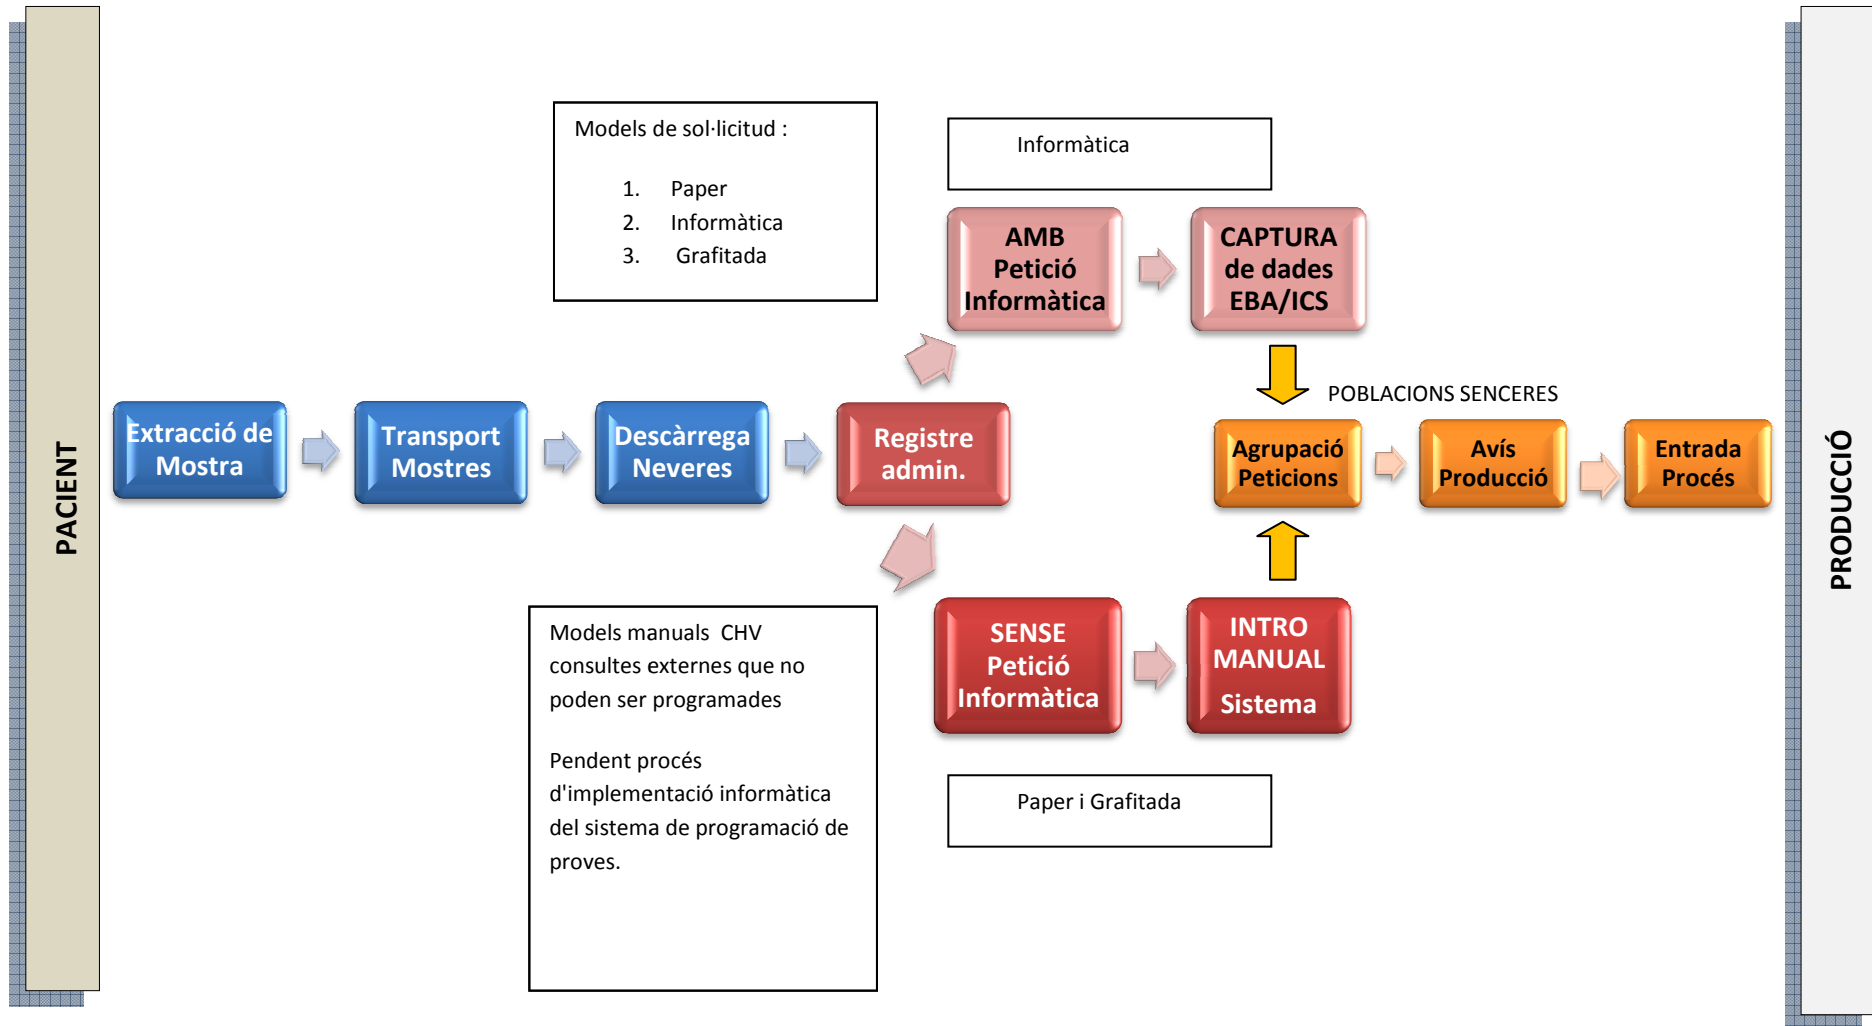 PACIENT
Models de sol·licitud :
1. Paper
2. Informàtica
3. Grafitada
Informàtica
AMB
Petició
Informàtica
CAPTURA
de dades
EBA/ICS
Extracció de
Mostra
Transport
Mostres
Descàrrega
Neveres
Registre
admin.
POBLACIONS SENCERES
Agrupació
Peticions
Avís
Producció
Entrada
Procés
Models manuals CHV
consultes externes que no
poden ser programades
Pendent procés
d'implementació informàtica
del sistema de programació de
proves.
SENSE
Petició
Informàtica
INTRO
MANUAL
Sistema
Paper i Grafitada
PRODUCCIÓ